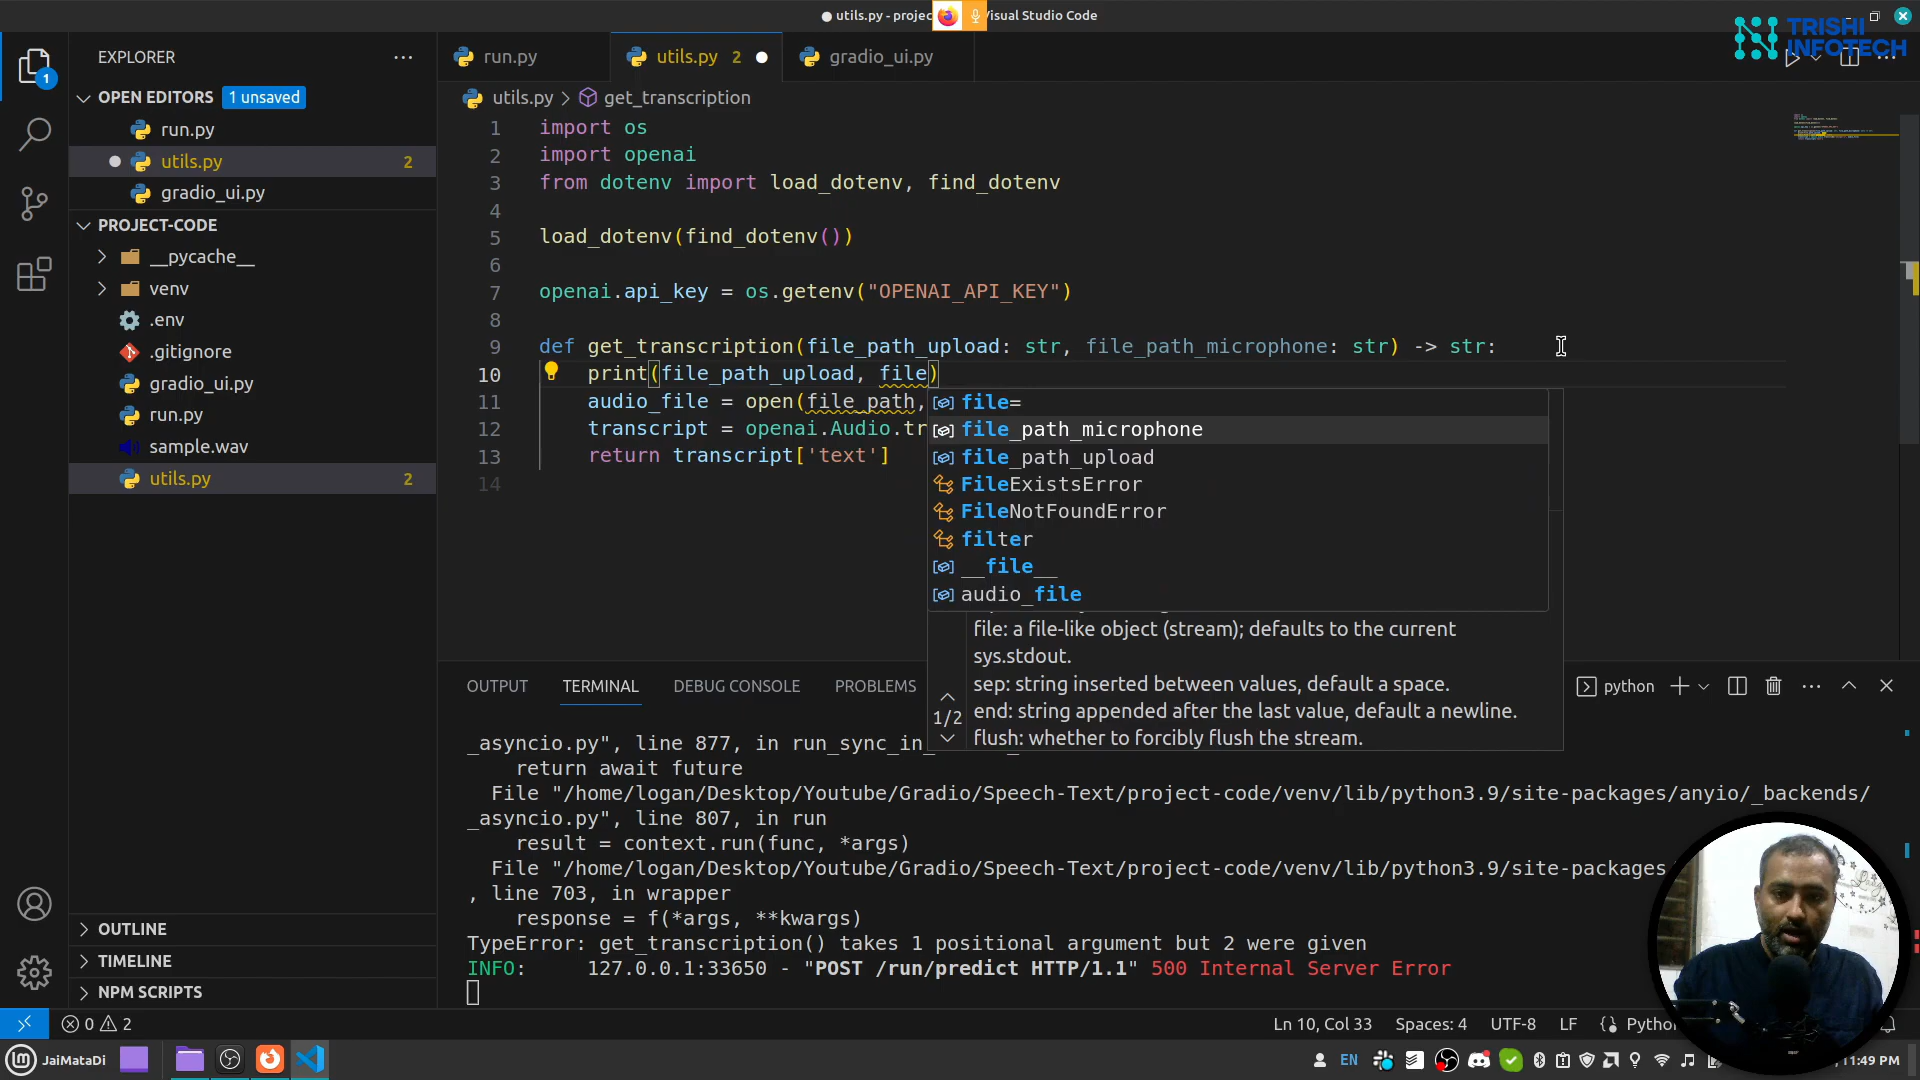 utils.py - projec
Visual Studio Code
TRISHI
INFOTECH
EXPLORER
run.py
utils.py 2
gradio_ui.py
1
OPEN EDITORS 1 unsaved
utils.py > get_transcription
run.py
utils.py 2
gradio_ui.py
PROJECT-CODE
__pycache__
venv
.env
.gitignore
gradio_ui.py
run.py
sample.wav
utils.py 2
OUTLINE
TIMELINE
NPM SCRIPTS
1 import os
2 import openai
3 from dotenv import load_dotenv, find_dotenv
4
5 load_dotenv(find_dotenv())
6
7 openai.api_key = os.getenv("OPENAI_API_KEY")
8
9 def get_transcription(file_path_upload: str, file_path_microphone: str) -> str:
10 print(file_path_upload, file)
11 audio_file = open(file_path,
12 transcript = openai.Audio.tr
13 return transcript['text']
14
file=
file_path_microphone
file_path_upload
FileExistsError
FileNotFoundError
filter
__file__
audio_file
file: a file-like object (stream); defaults to the current
sys.stdout.
sep: string inserted between values, default a space.
1/2
end: string appended after the last value, default a newline.
flush: whether to forcibly flush the stream.
OUTPUT TERMINAL DEBUG CONSOLE PROBLEMS
python
_asyncio.py", line 877, in run_sync_in_
return await future
File "/home/logan/Desktop/Youtube/Gradio/Speech-Text/project-code/venv/lib/python3.9/site-packages/anyio/_backends/
_asyncio.py", line 807, in run
result = context.run(func, *args)
File "/home/logan/Desktop/Youtube/Gradio/Speech-Text/project-code/venv/lib/python3.9/site-packages/
, line 703, in wrapper
response = f(*args, **kwargs)
TypeError: get_transcription() takes 1 positional argument but 2 were given
INFO: 127.0.0.1:33650 - "POST /run/predict HTTP/1.1" 500 Internal Server Error
0 2
Ln 10, Col 33 Spaces: 4 UTF-8 LF Python
JaiMataDi
EN
11:49 PM